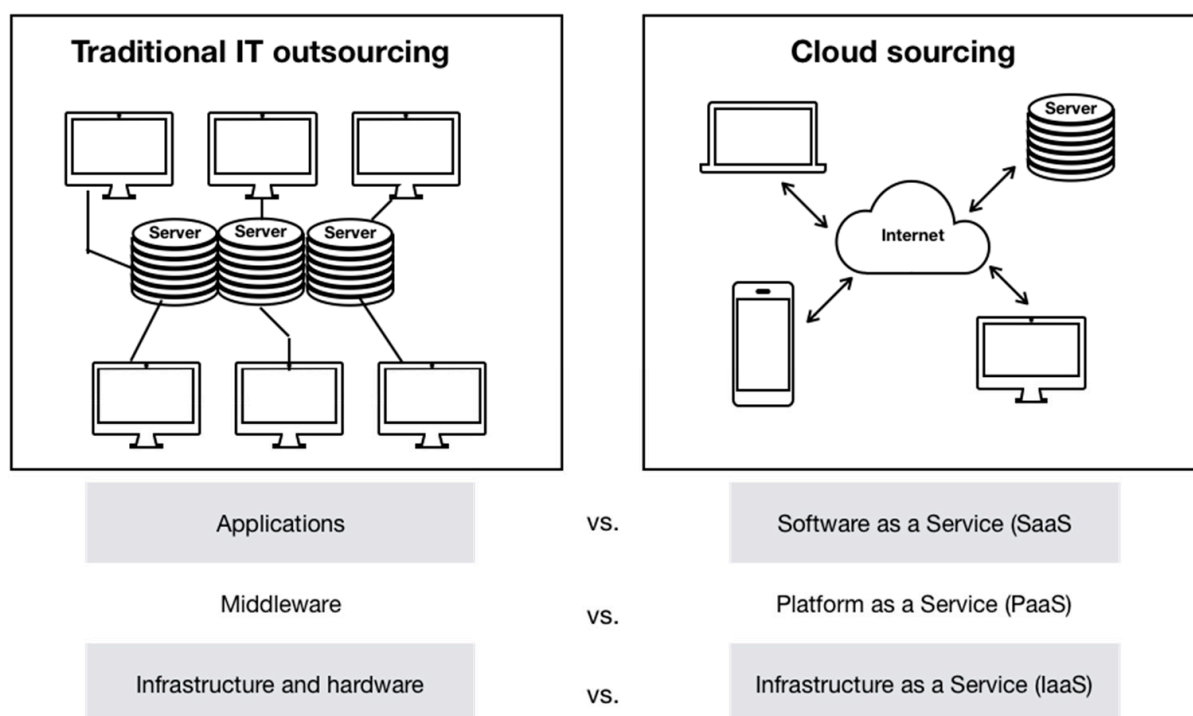 Traditional IT outsourcing
Server
Server
Server
Cloud sourcing
Server
Internet
Applications
vs.
Software as a Service (SaaS
Middleware
vs.
Platform as a Service (PaaS)
Infrastructure and hardware
vs.
Infrastructure as a Service (IaaS)